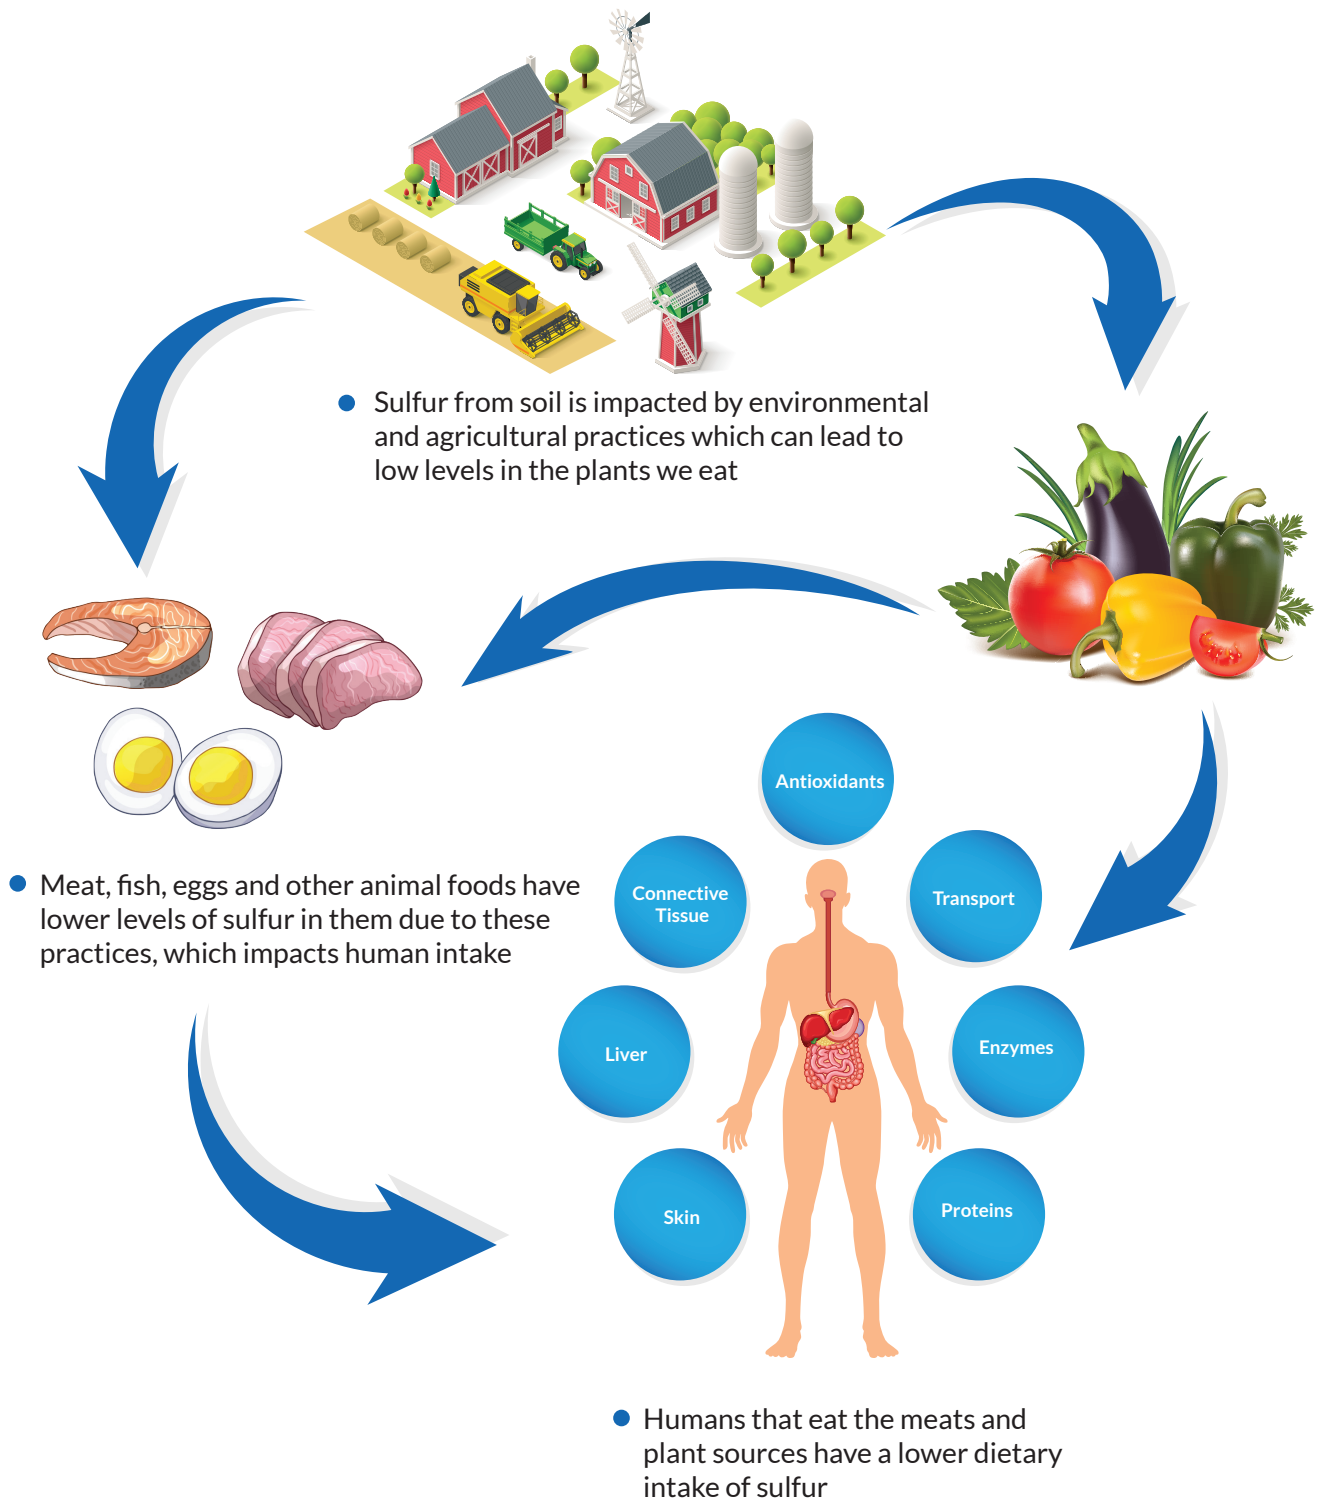 Sulfur from soil is impacted by environmental
and agricultural practices which can lead to
low levels in the plants we eat
Meat, fish, eggs and other animal foods have
lower levels of sulfur in them due to these
practices, which impacts human intake
Antioxidants
Connective
Tissue
Transport
Liver
Enzymes
Skin
Proteins
Humans that eat the meats and
plant sources have a lower dietary
intake of sulfur